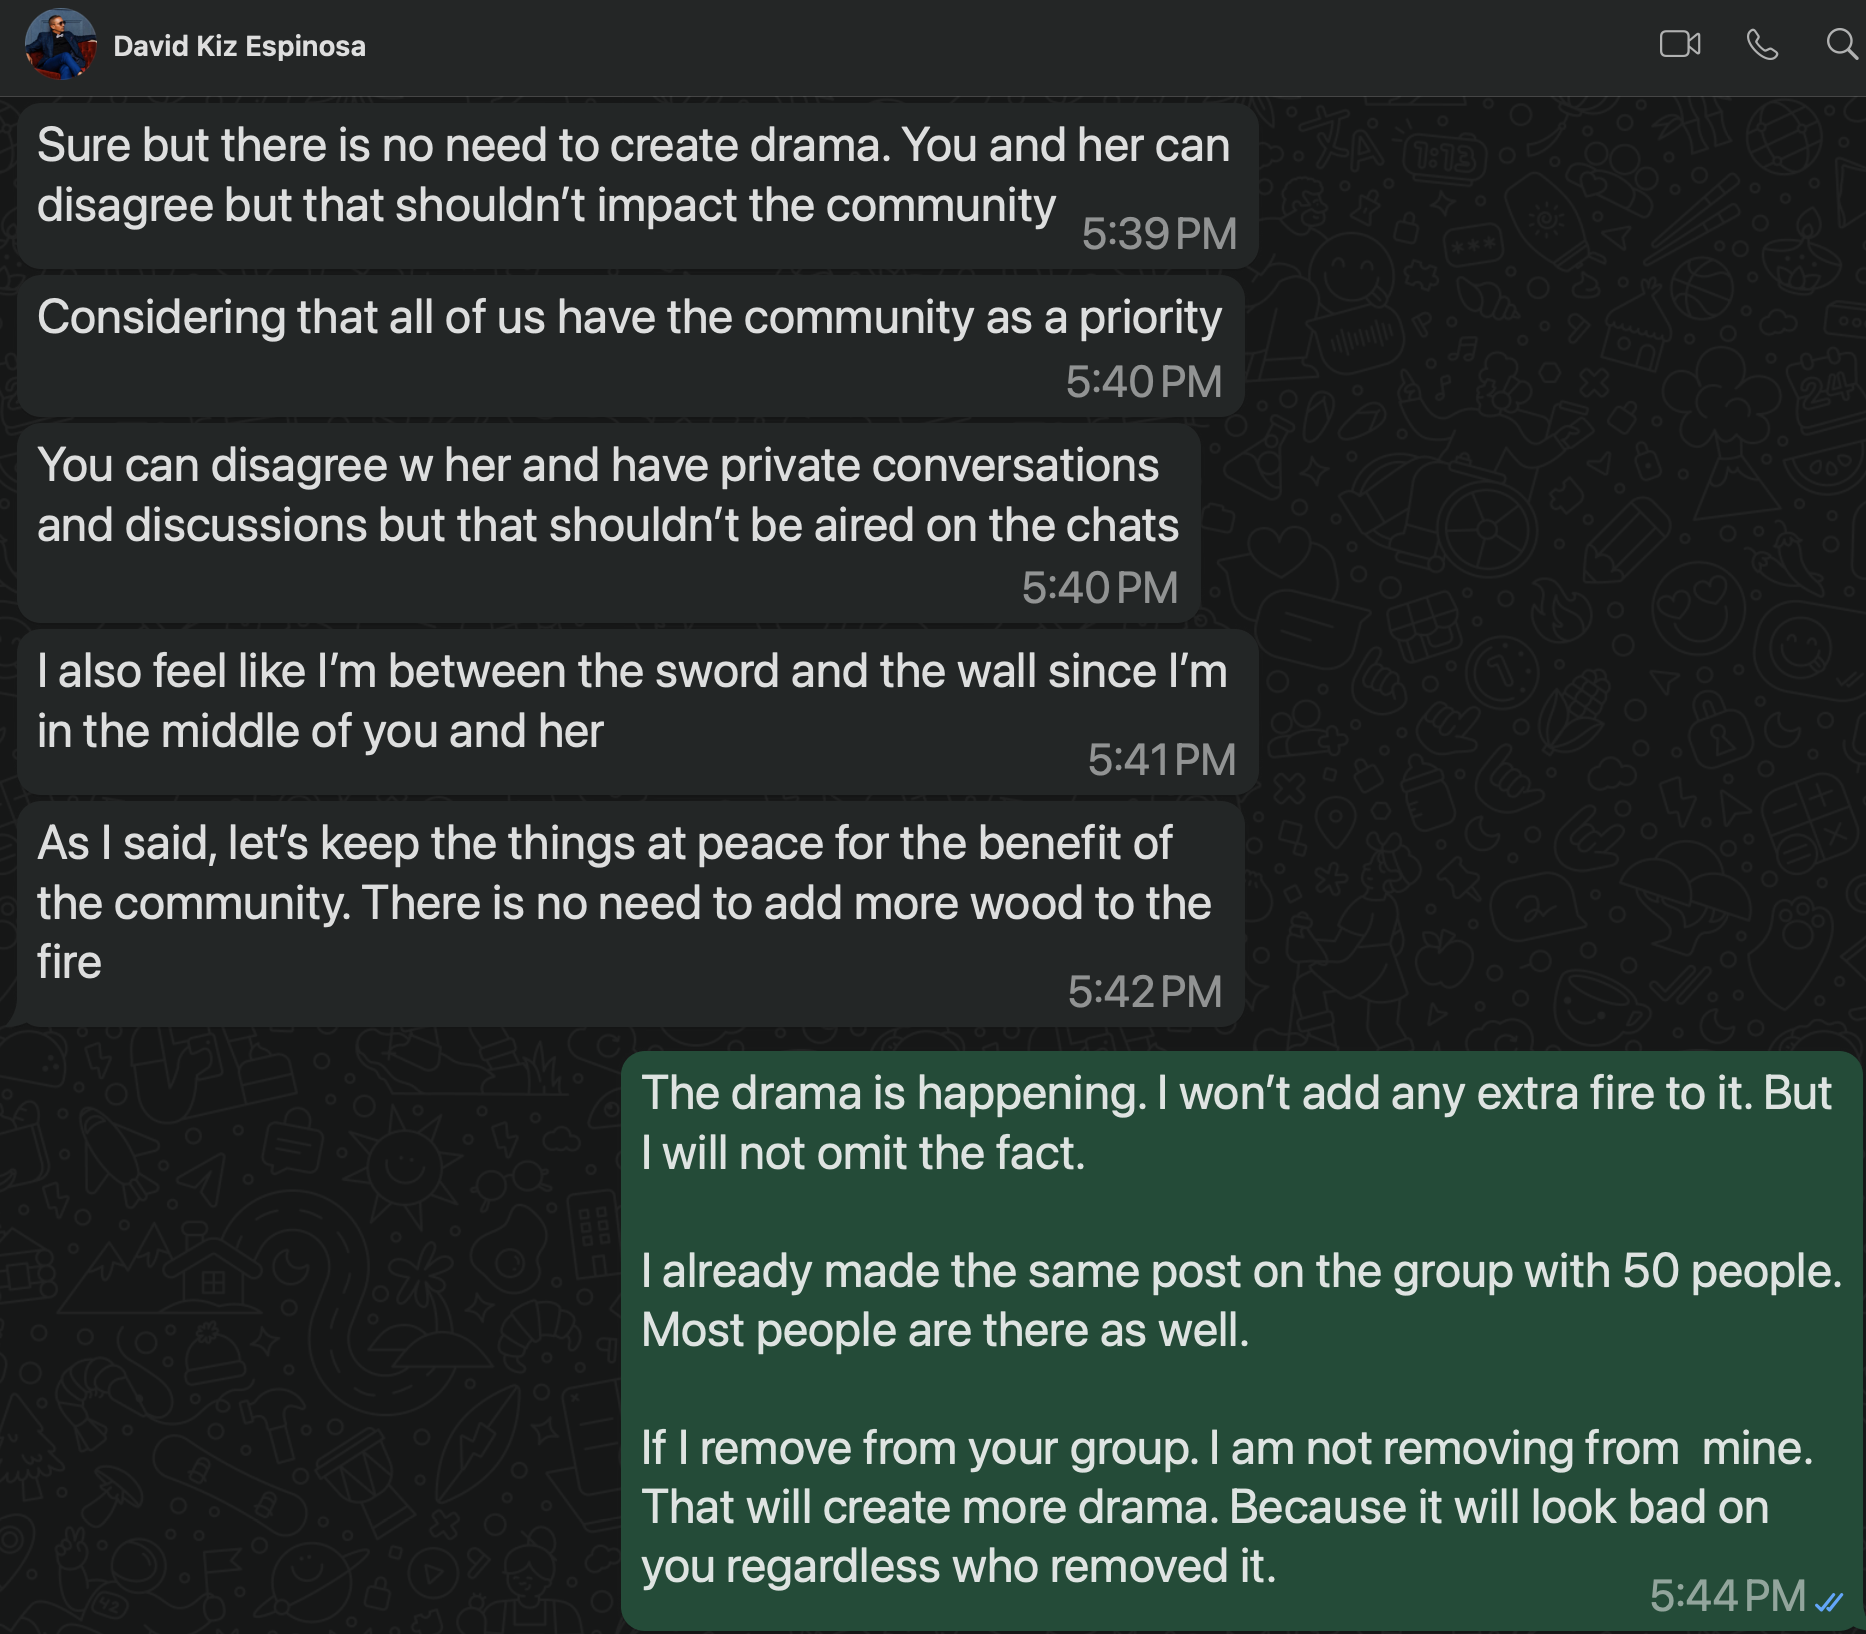 David Kiz Espinosa
Sure but there is no need to create drama. You and her can
disagree but that shouldn’t impact the community
5:39 PM
Considering that all of us have the community as a priority
5:40 PM
You can disagree w her and have private conversations
and discussions but that shouldn’t be aired on the chats
5:40 PM
I also feel like I’m between the sword and the wall since I’m
in the middle of you and her
5:41 PM
As I said, let’s keep the things at peace for the benefit of
the community. There is no need to add more wood to the
fire
5:42 PM
The drama is happening. I won’t add any extra fire to it. But
I will not omit the fact.
I already made the same post on the group with 50 people.
Most people are there as well.
If I remove from your group. I am not removing from  mine.
That will create more drama. Because it will look bad on
you regardless who removed it.
5:44 PM